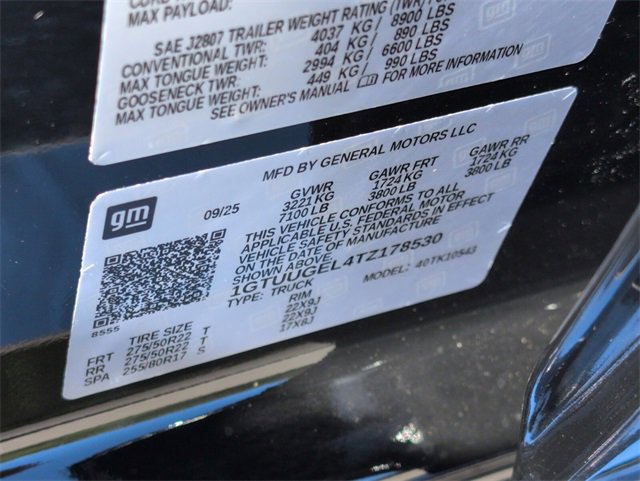 MAX PAYLOAD:
SAE J2807 TRAILER WEIGHT RATING (TWR/TONGUE
CONVENTIONAL TWR: 4037 KG / 8900 LBS
MAX TONGUE WEIGHT: 404 KG / 890 LBS
GOOSENECK TWR: 2994 KG / 6600 LBS
MAX TONGUE WEIGHT: 449 KG / 990 LBS
SEE OWNER'S MANUAL FOR MORE INFORMATION
gm
MFD BY GENERAL MOTORS LLC
gm
09/25
GVWR GAWR FRT GAWR RR
3221 KG 1724 KG 1724 KG
7100 LB 3800 LB 3800 LB
THIS VEHICLE CONFORMS TO ALL
APPLICABLE U.S. FEDERAL MOTOR
VEHICLE SAFETY STANDARDS IN EFFECT
ON THE DATE OF MANUFACTURE
SHOWN ABOVE.
1GTUUGEL4TZ178530
TYPE: TRUCK MODEL: 40TK10543
8555
TIRE SIZE RIM
FRT 275/50R22 T 22X9J
RR 275/50R22 T 22X9J
SPA 255/80R17 S 17X8J